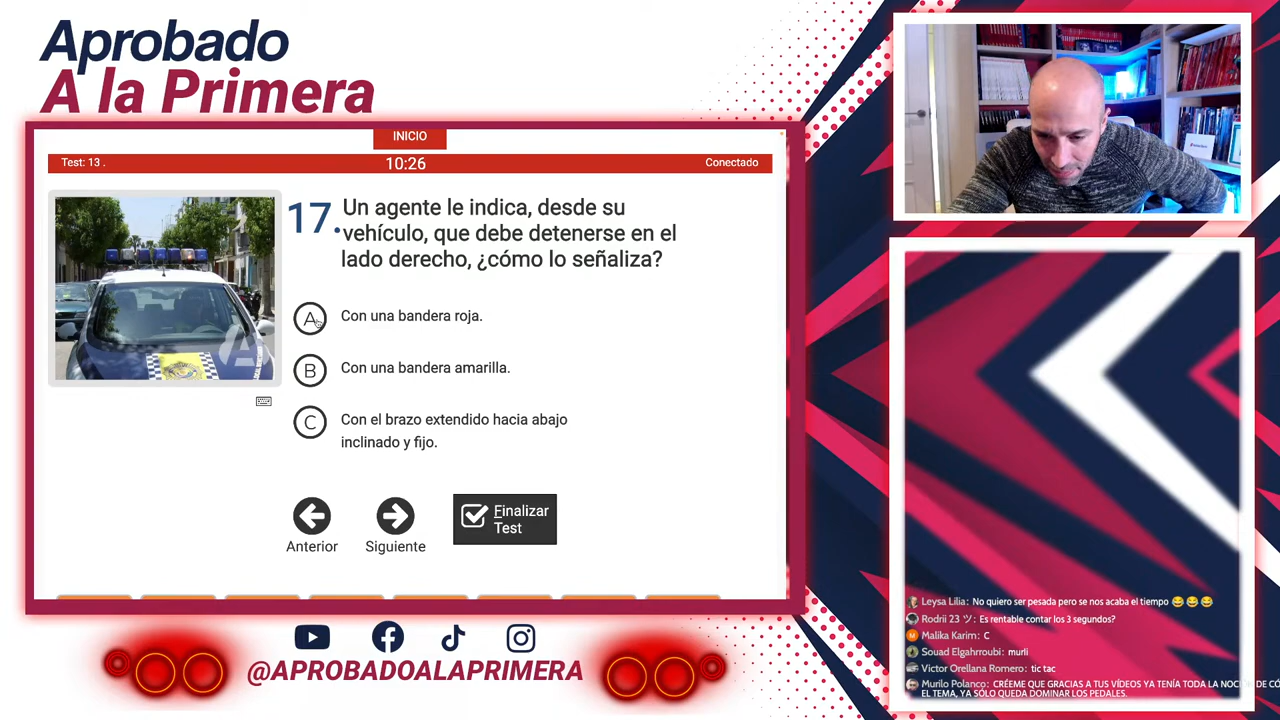 Aprobado
A la Primera
INICIO
Test: 13 .
10:26
Conectado
17. Un agente le indica, desde su
vehículo, que debe detenerse en el
lado derecho, ¿cómo lo señaliza?
A
Con una bandera roja.
B
Con una bandera amarilla.
C
Con el brazo extendido hacia abajo
inclinado y fijo.
Anterior
Siguiente
Finalizar
Test
@APROBADOALAPRIMERA
Leysa Lilia: No quiero ser pesada pero se nos acaba el tiempo 😂 😂 😂
Rodrii 23 ツ: Es rentable contar los 3 segundos?
M
Malika Karim: C
Souad Elgahrroubi: murli
Victor Orellana Romero: tic tac
Murilo Polanco: CRÉEME QUE GRACIAS A TUS VÍDEOS YA TENÍA TODA LA DE CÓ
EL TEMA, YA SÓLO QUEDA DOMINAR LOS PEDALES.